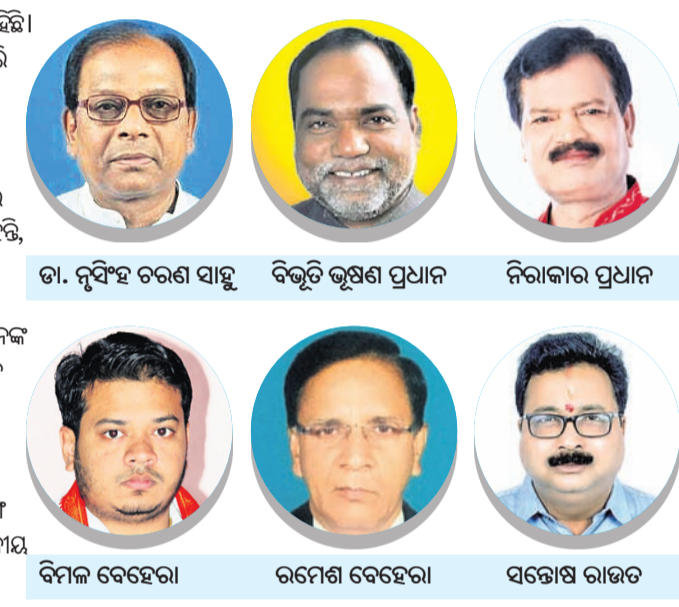 ଡା. ନୃସିଂହ ଚରଣ ସାହୁ ବିଭୂତି ଭୂଷଣ ପ୍ରଧାନ ନିରାକାର ପ୍ରଧାନ
ବିମଳ ବେହେରା ରମେଶ ବେହେରା ସନ୍ତୋଷ ରାଉତ